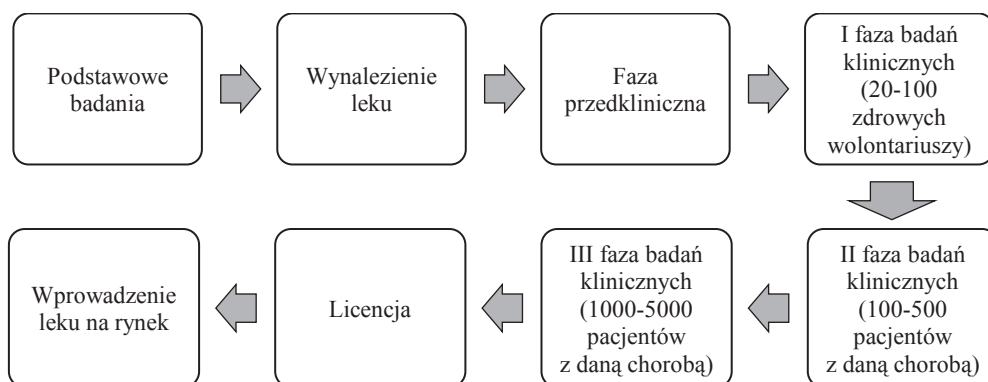 Podstawowe
badania
Wynalezienie
leku
Faza
przedkliniczna
I faza badań
klinicznych
(20-100
zdrowych
wolontariuszy)
II faza badań
klinicznych
(100-500
pacjentów
z daną chorobą)
III faza badań
klinicznych
(1000-5000
pacjentów
z daną chorobą)
Licencja
Wprowadzenie
leku na rynek